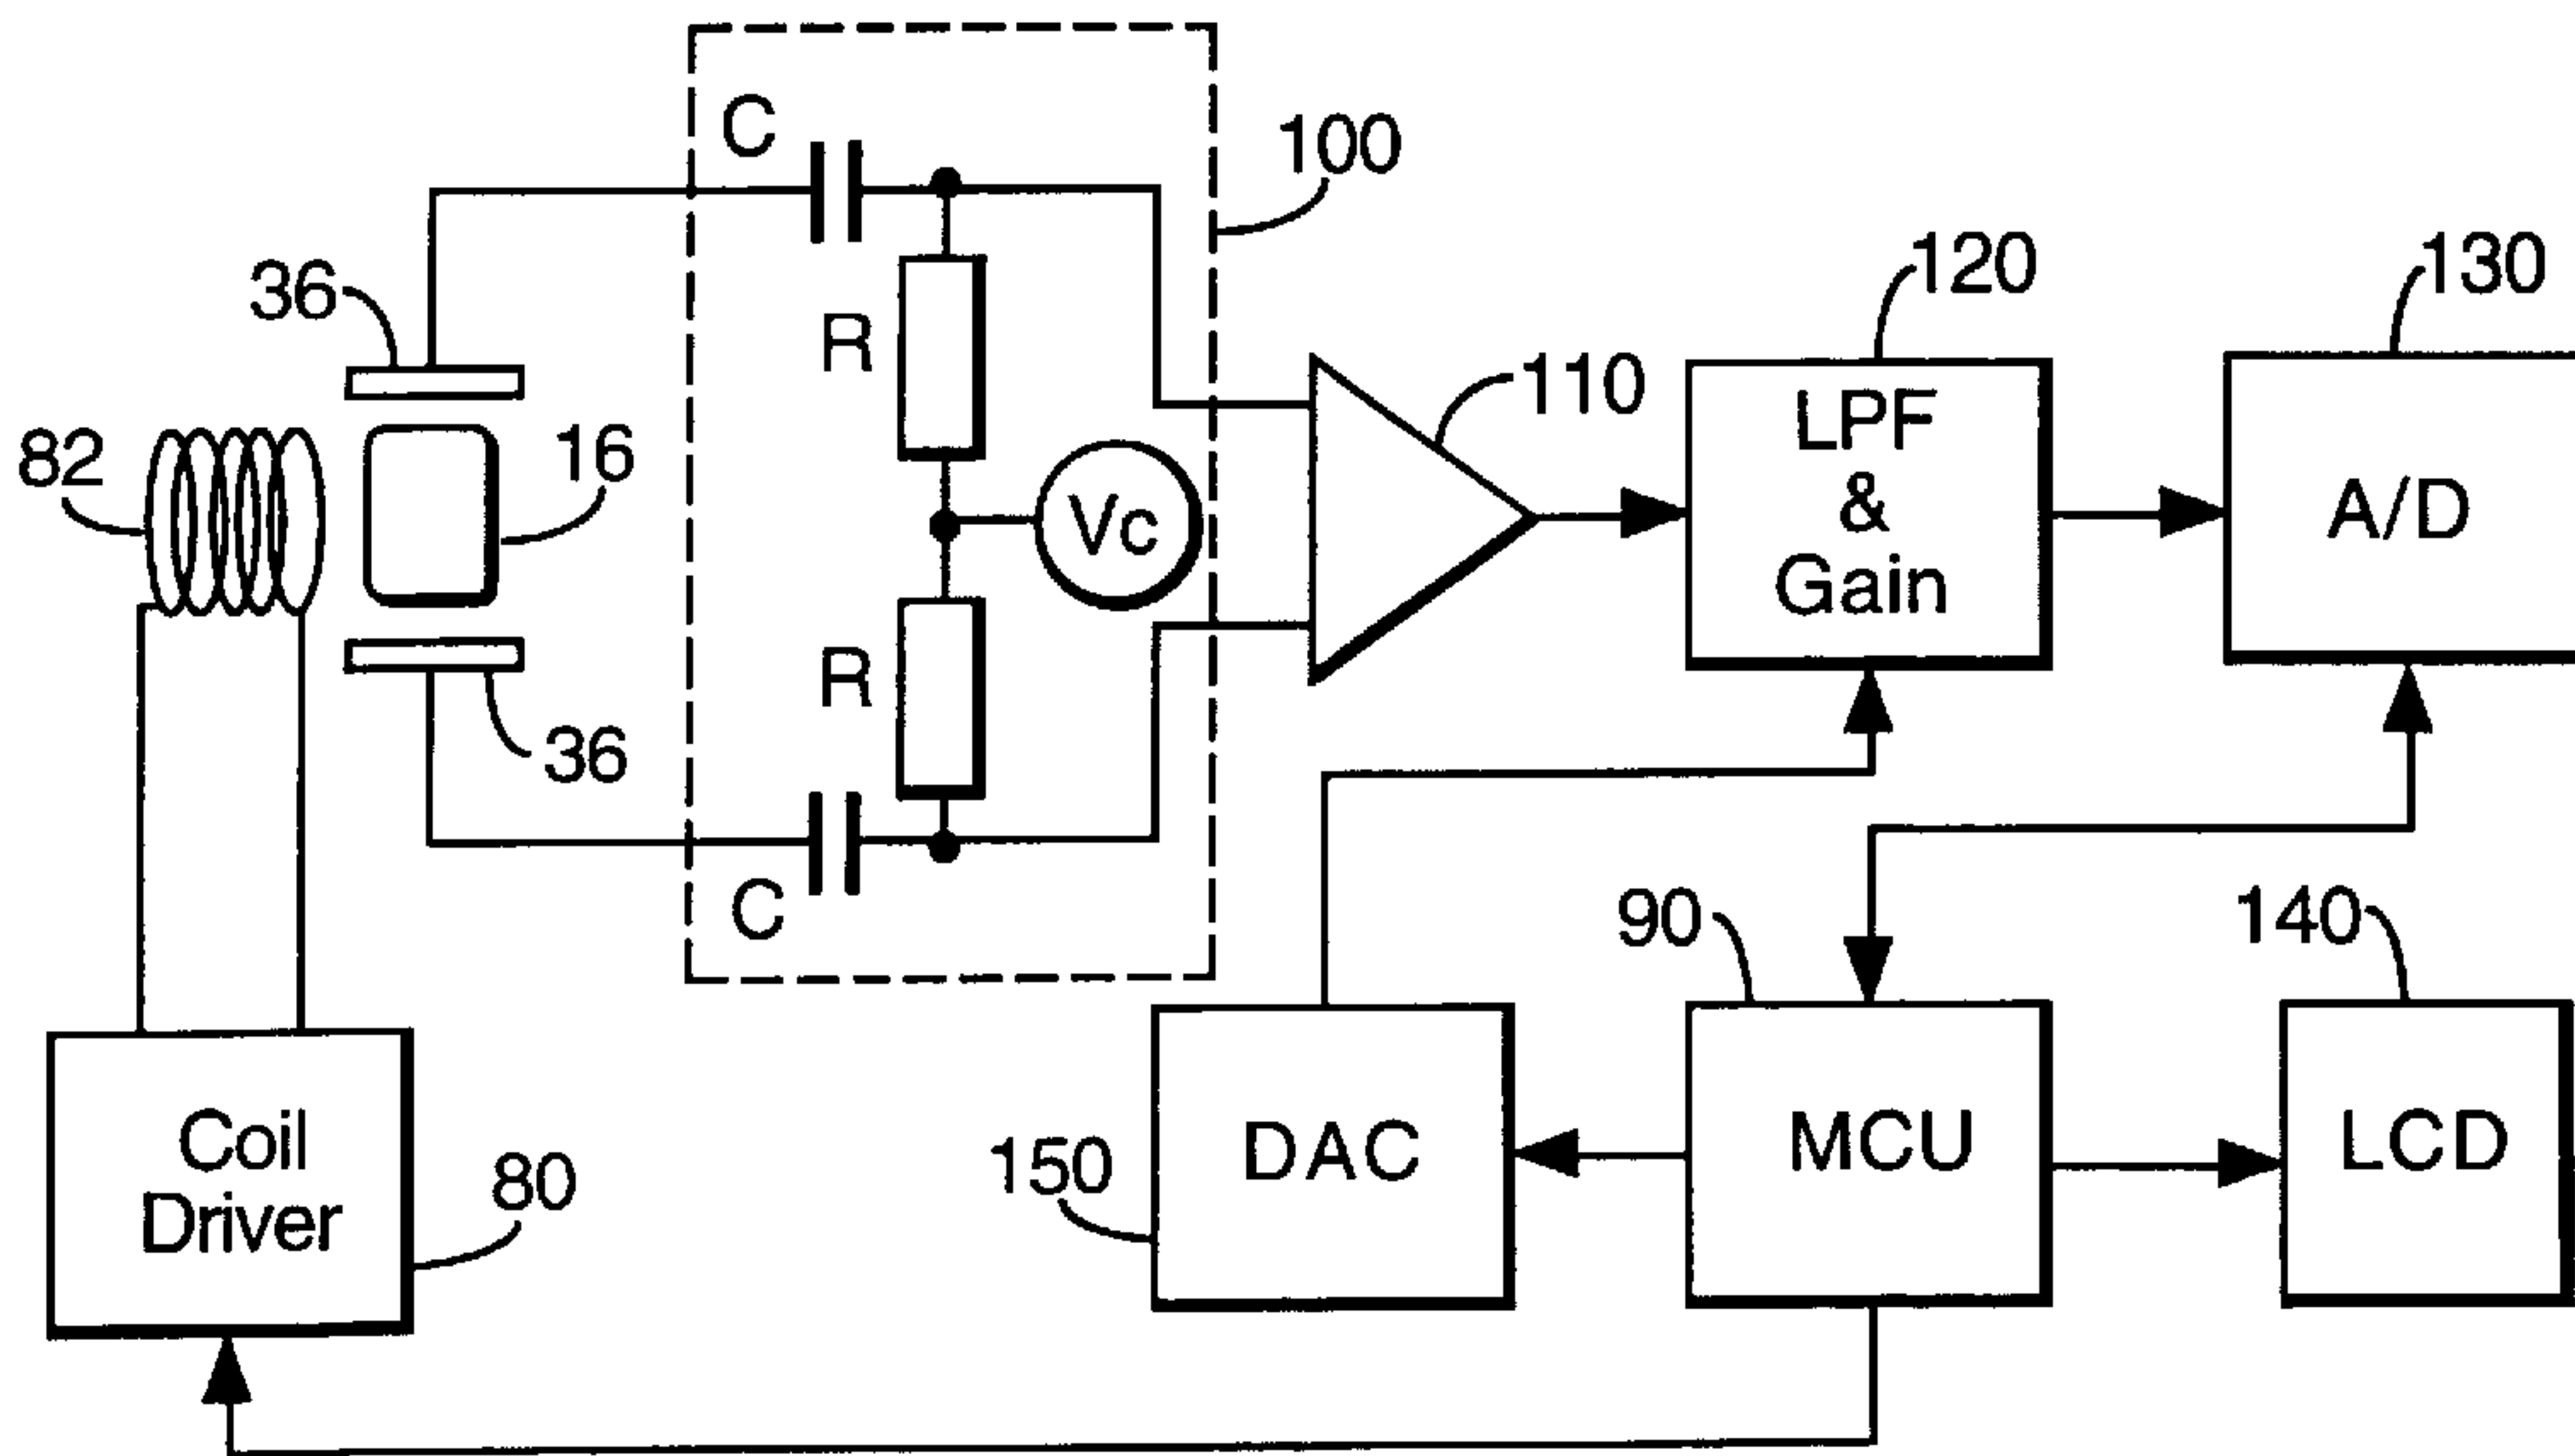 C
100
36
R
120
130
LPF
&
Gain
110
82
16
Vc
A/D
R
36
C
90
140
Coil
Driver
80
150
DAC
MCU
LCD